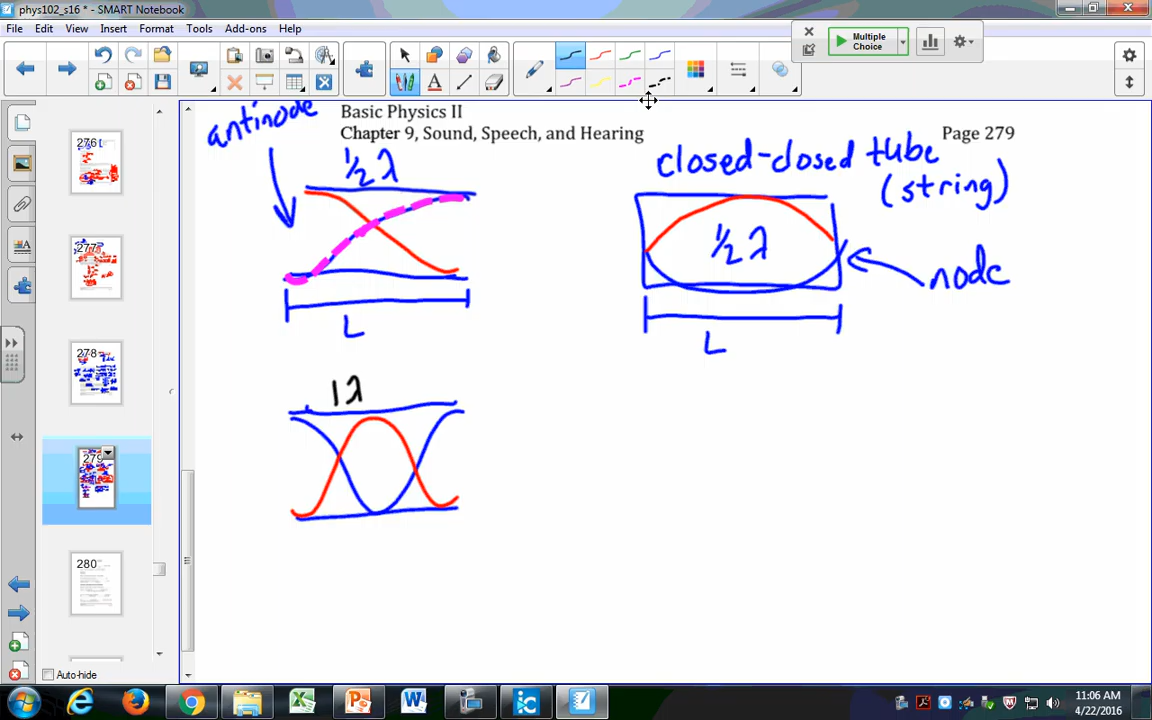 phys102_s16 * - SMART Notebook
File Edit View Insert Format Tools Add-ons Help
Multiple Choice
Basic Physics II
Chapter 9, Sound, Speech, and Hearing
Page 279
antinode
½ λ
L
closed-closed tube
(string)
½ λ
node
L
1 λ
276
277
278
279
280
Auto-hide
11:06 AM
4/22/2016